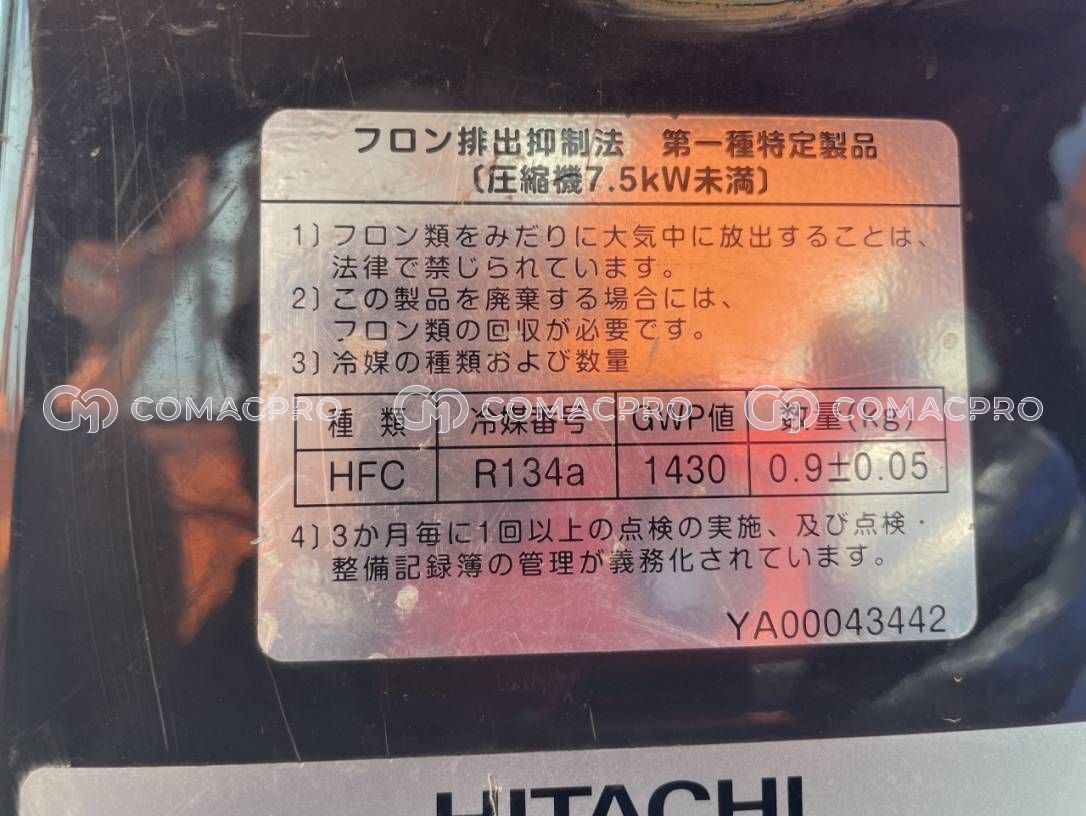 フロン排出抑制法　第一種特定製品
〔圧縮機7.5kW未満〕
1〕フロン類をみだりに大気中に放出することは、
法律で禁じられています。
2〕この製品を廃棄する場合には、
フロン類の回収が必要です。
3〕冷媒の種類および数量
種 類 冷媒番号 GWP値 数量(kg)
COMACPRO COMACPRO COMACPRO
HFC R134a 1430 0.9±0.05
4〕3か月毎に1回以上の点検の実施、及び点検・
整備記録簿の管理が義務化されています。
YA00043442
HITACHI